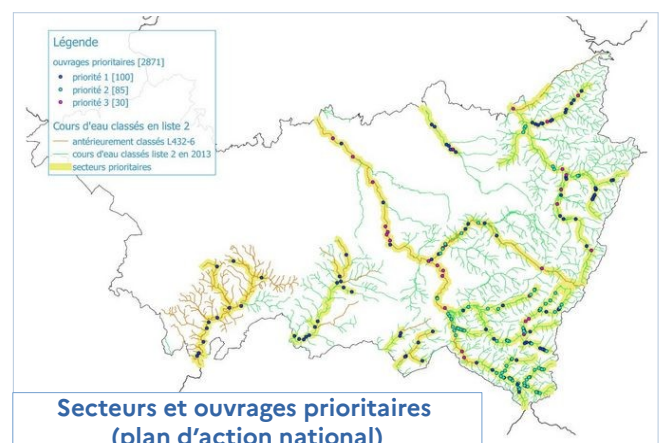 Légende
ouvrages prioritaires [2871]
priorité 1 [100]
priorité 2 [85]
priorité 3 [30]
Cours d'eau classés en liste 2
antérieurement classés L432-6
cours d'eau classés liste 2 en 2013
secteurs prioritaires
Secteurs et ouvrages prioritaires
(plan d'action national)